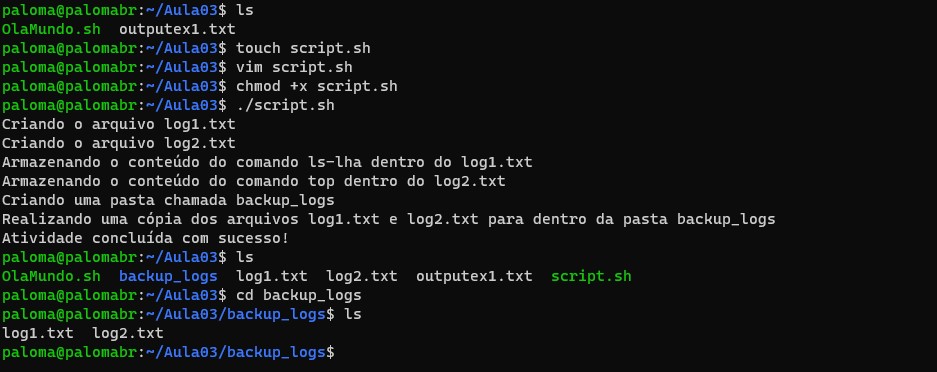 paloma@palomabr:~/Aula03$ ls
OlaMundo.sh  outputex1.txt
paloma@palomabr:~/Aula03$ touch script.sh
paloma@palomabr:~/Aula03$ vim script.sh
paloma@palomabr:~/Aula03$ chmod +x script.sh
paloma@palomabr:~/Aula03$ ./script.sh
Criando o arquivo log1.txt
Criando o arquivo log2.txt
Armazenando o conteúdo do comando ls-lha dentro do log1.txt
Armazenando o conteúdo do comando top dentro do log2.txt
Criando uma pasta chamada backup_logs
Realizando uma cópia dos arquivos log1.txt e log2.txt para dentro da pasta backup_logs
Atividade concluída com sucesso!
paloma@palomabr:~/Aula03$ ls
OlaMundo.sh  backup_logs  log1.txt  log2.txt  outputex1.txt  script.sh
paloma@palomabr:~/Aula03$ cd backup_logs
paloma@palomabr:~/Aula03/backup_logs$ ls
log1.txt  log2.txt
paloma@palomabr:~/Aula03/backup_logs$